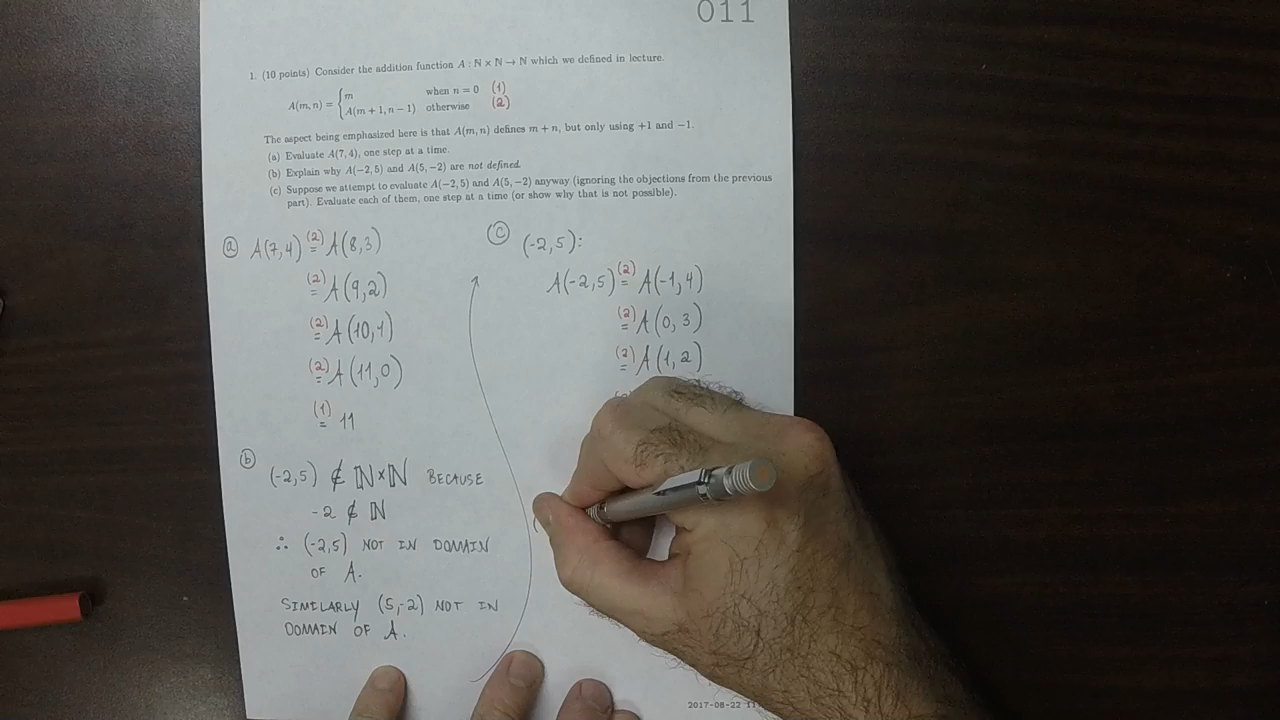 011
1. (10 points) Consider the addition function A : ℕ × ℕ → ℕ which we defined in lecture.
A(m, n) = { m when n = 0 (1)
A(m + 1, n − 1) otherwise (2)
The aspect being emphasized here is that A(m, n) defines m + n, but only using +1 and −1.
(a) Evaluate A(7, 4), one step at a time.
(b) Explain why A(−2, 5) and A(5, −2) are not defined.
(c) Suppose we attempt to evaluate A(−2, 5) and A(5, −2) anyway (ignoring the objections from the previous
part). Evaluate each of them, one step at a time (or show why that is not possible).
(a) A(7,4) (2)= A(8,3)
(2)= A(9,2)
(2)= A(10,1)
(2)= A(11,0)
(1)= 11
(b) (-2,5) ∉ ℕ×ℕ BECAUSE
-2 ∉ ℕ
∴ (-2,5) NOT IN DOMAIN
OF A.
SIMILARLY (5,-2) NOT IN
DOMAIN OF A.
(c) (-2,5):
A(-2,5) (2)= A(-1,4)
(2)= A(0,3)
(2)= A(1,2)
2017-08-22